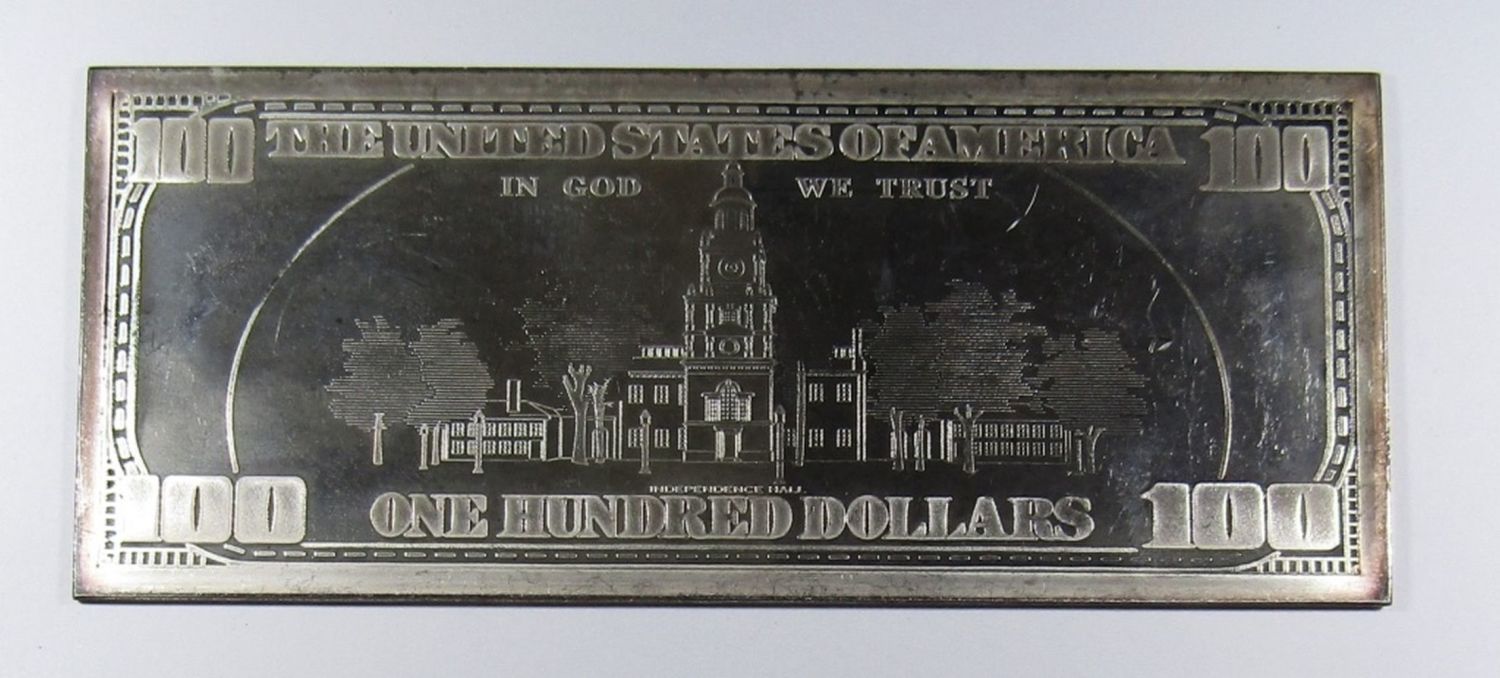 100 THE UNITED STATES OF AMERICA 100
IN GOD WE TRUST
INDEPENDENCE HALL
100 ONE HUNDRED DOLLARS 100